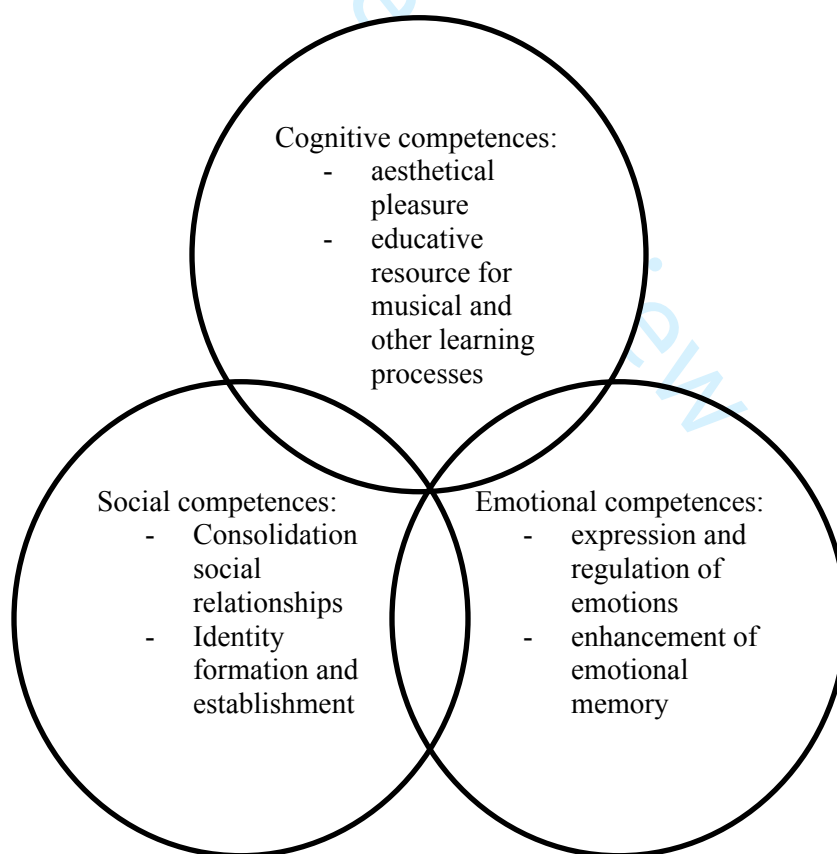 Cognitive competences:
- aesthetical
pleasure
- educative
resource for
musical and
other learning
processes
Social competences:
- Consolidation
social
relationships
- Identity
formation and
establishment
Emotional competences:
- expression and
regulation of
emotions
- enhancement of
emotional
memory